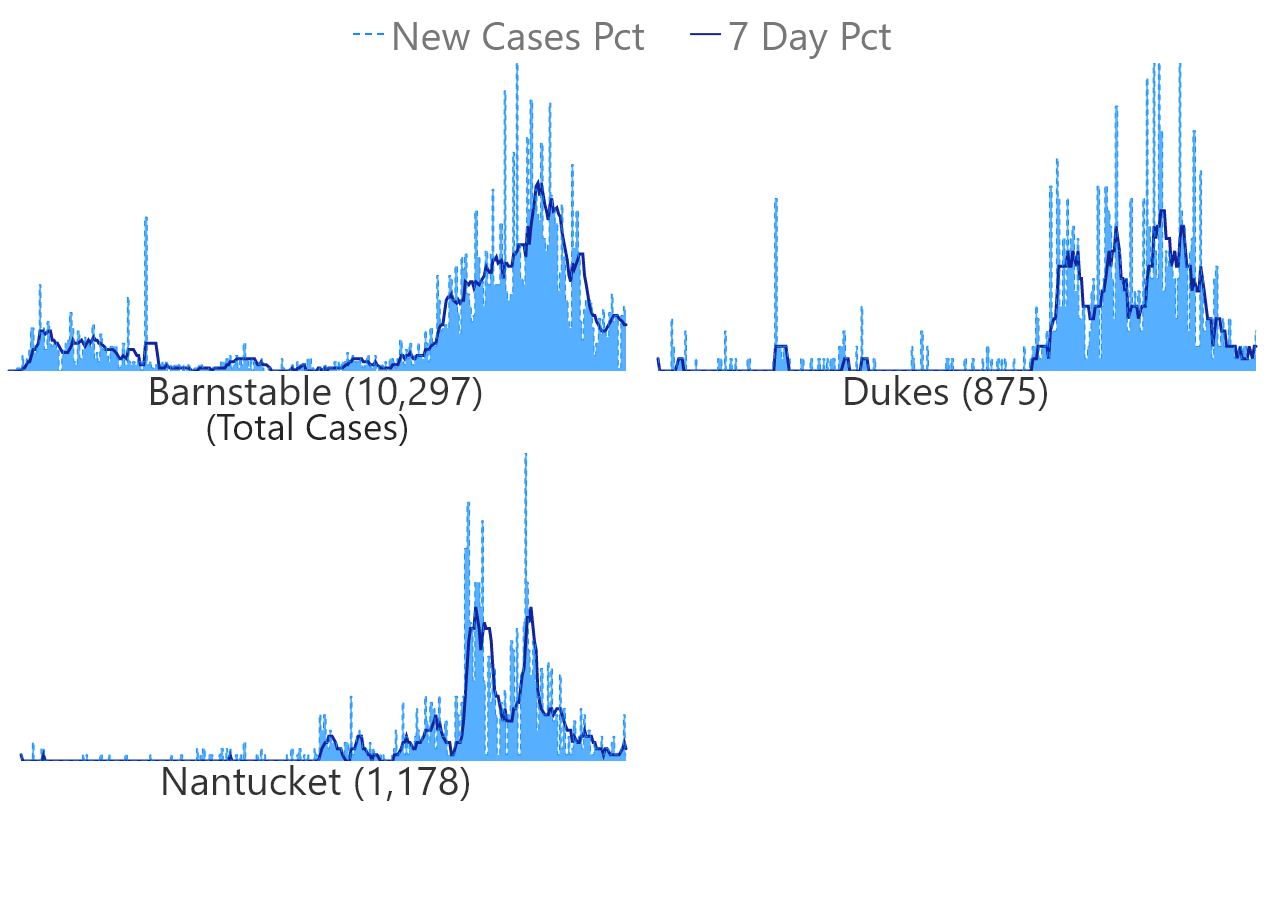 New Cases Pct 7 Day Pct
Barnstable (10,297)
(Total Cases)
Dukes (875)
Nantucket (1,178)